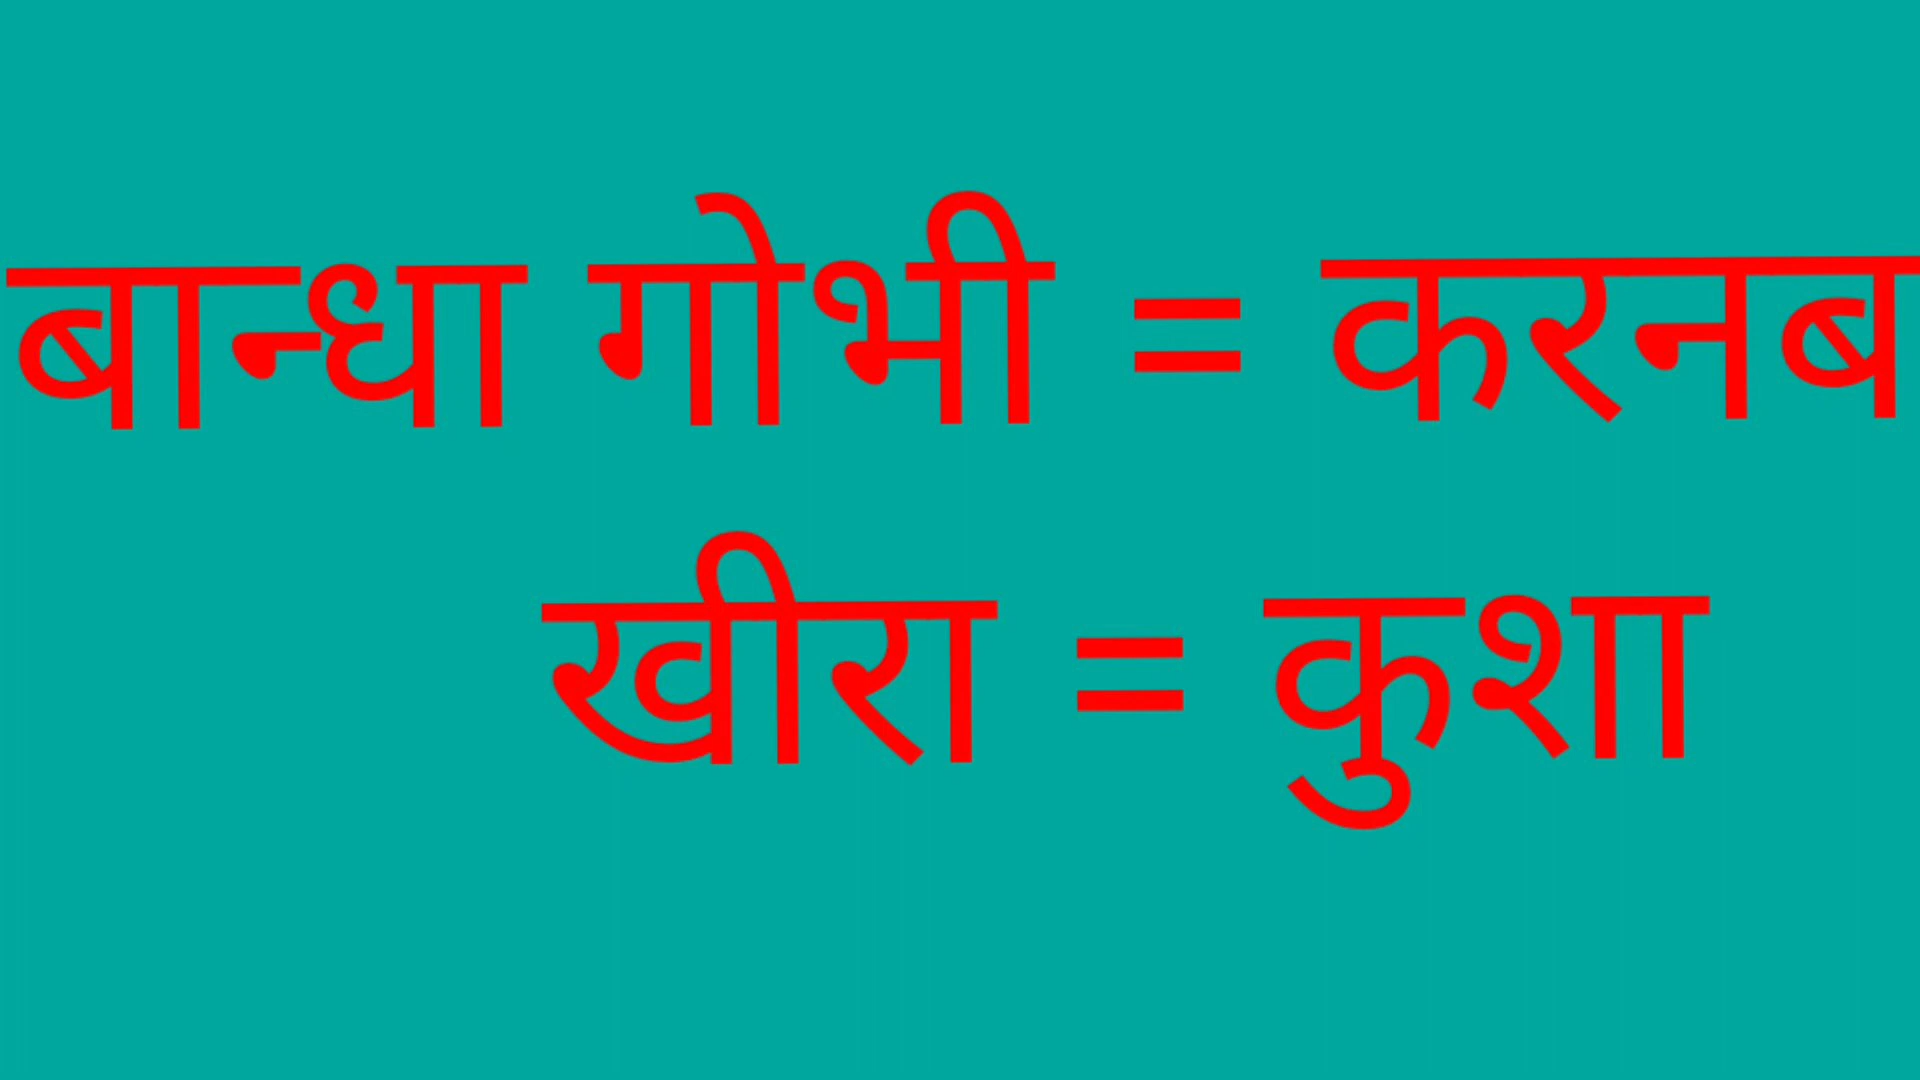 बान्धा गोभी = करनब
खीरा = कुशा